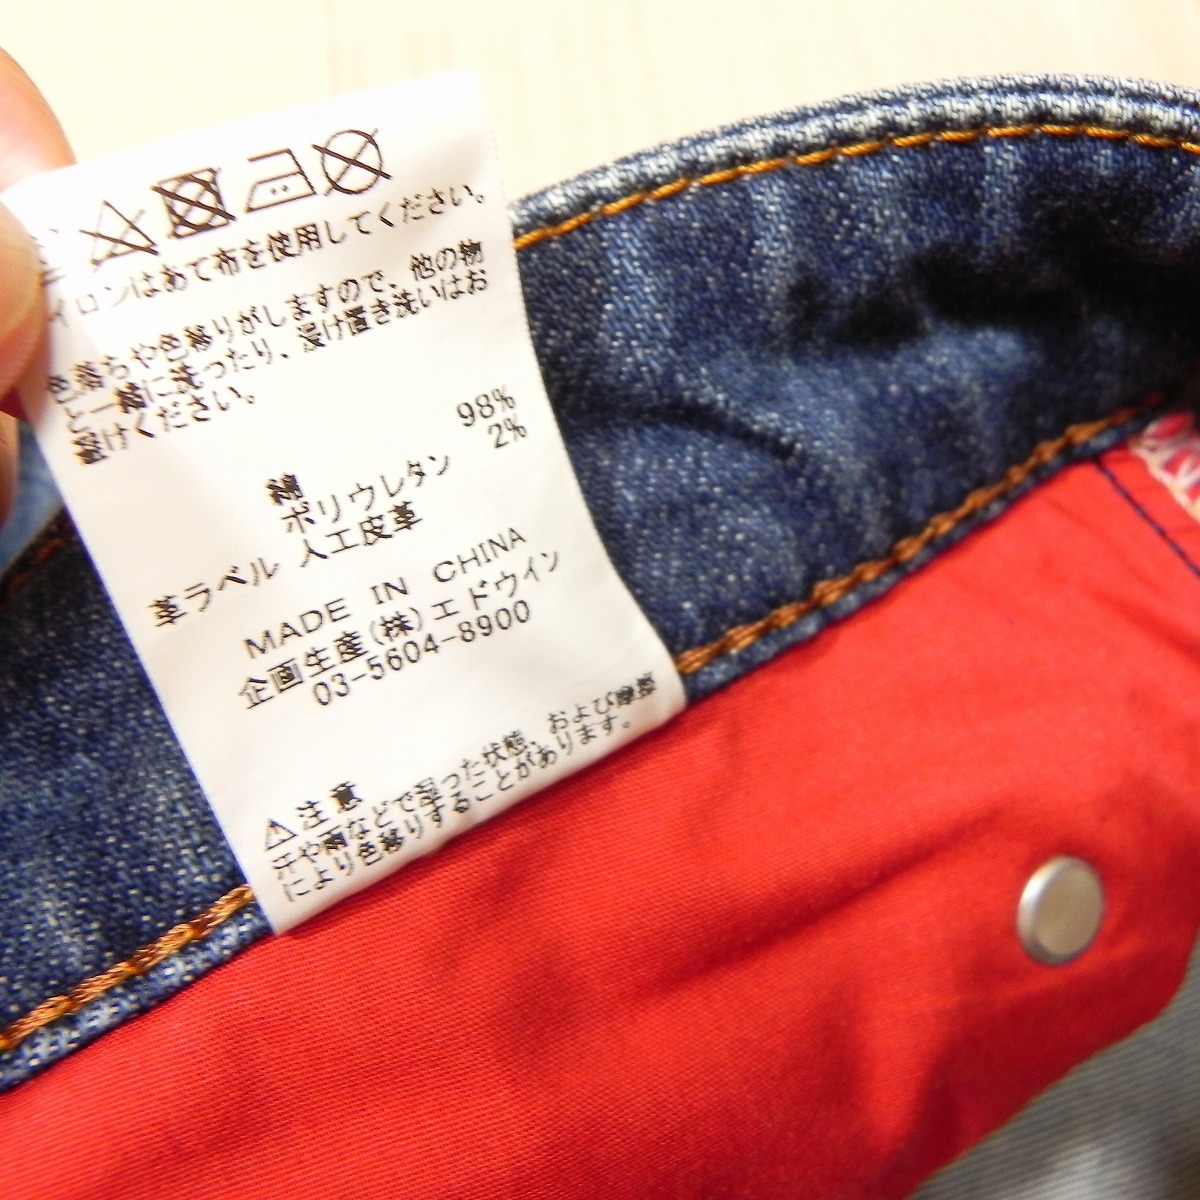 イロンはあて布を使用してください。
色落ちや色移りがしますので、他の物
と一緒に洗ったり、浸け置き洗いはお
避けください。
綿 98%
ポリウレタン 2%
革ラベル 人工皮革
MADE IN CHINA
企画生産(株)エドウイン
03-5604-8900
⚠注意
汗や雨などで湿った状態、および摩擦
により色移りすることがあります。